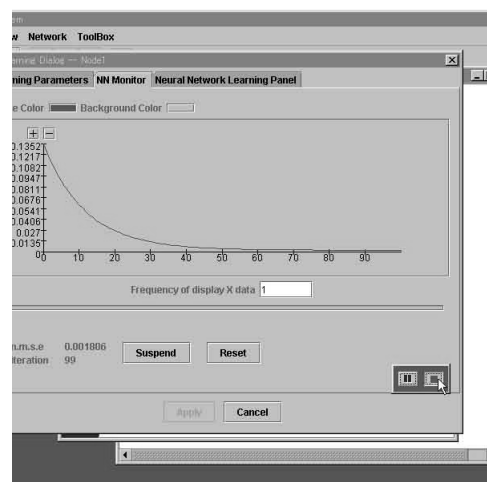 em
w Network ToolBox
arning Dialog -- Node1
ning Parameters NN Monitor Neural Network Learning Panel
e Color Background Color
0.1352
0.1217
0.1082
0.0947
0.0811
0.0676
0.0541
0.0406
0.027
0.0135
0 0 10 20 30 40 50 60 70 80 90
Frequency of display X data 1
n.m.s.e 0.001806
Iteration 99
Suspend Reset
Apply Cancel